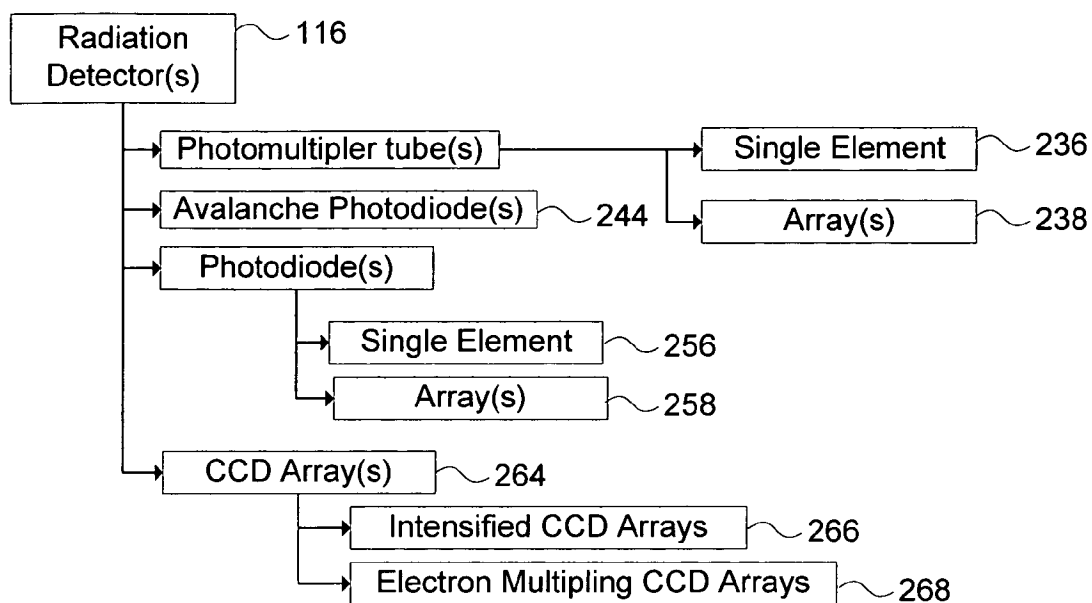 Radiation
Detector(s)
116
Photomultipler tube(s)
Single Element
236
Avalanche Photodiode(s)
244
Array(s)
238
Photodiode(s)
Single Element
256
Array(s)
258
CCD Array(s)
264
Intensified CCD Arrays
266
Electron Multipling CCD Arrays
268